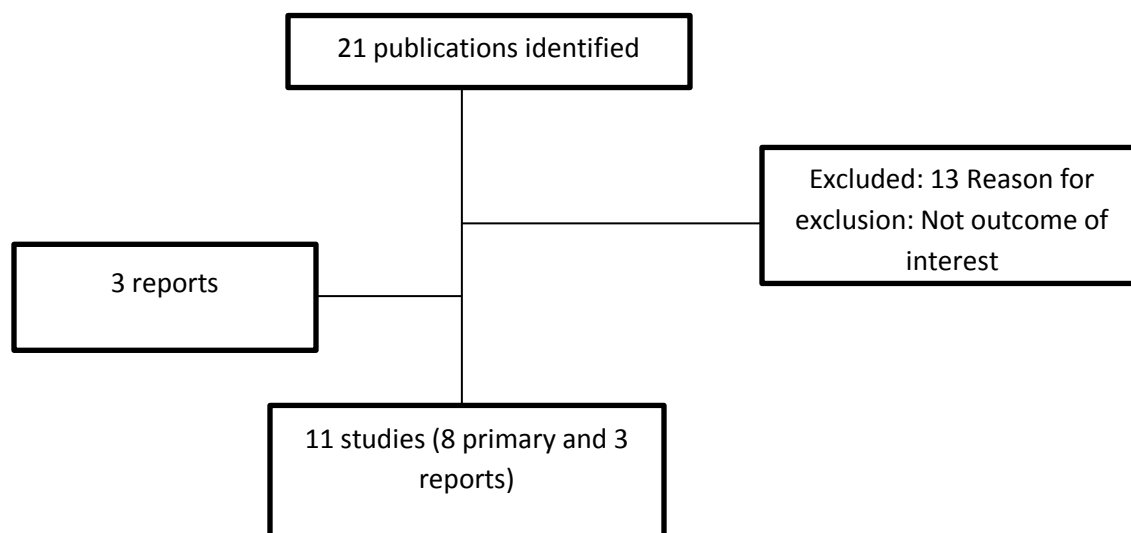 21 publications identified
Excluded: 13 Reason for
exclusion: Not outcome of
interest
3 reports
11 studies (8 primary and 3
reports)